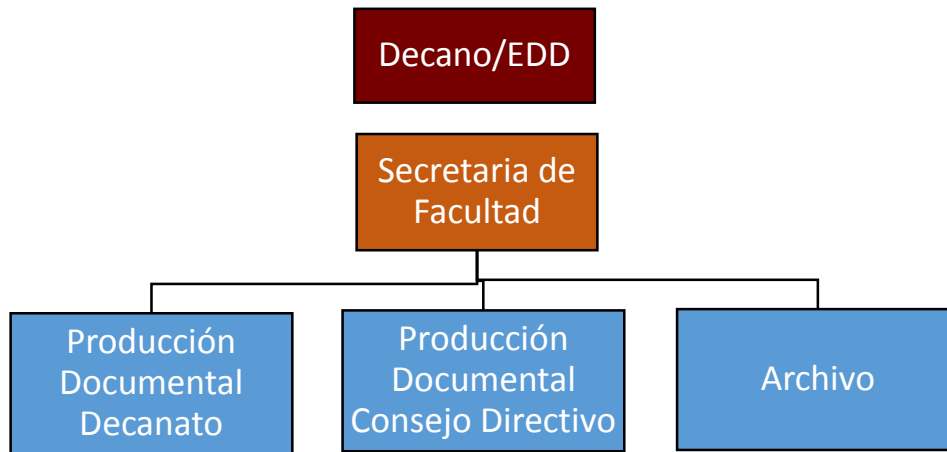 Decano/EDD
Secretaria de
Facultad
Producción
Documental
Decanato
Producción
Documental
Consejo Directivo
Archivo